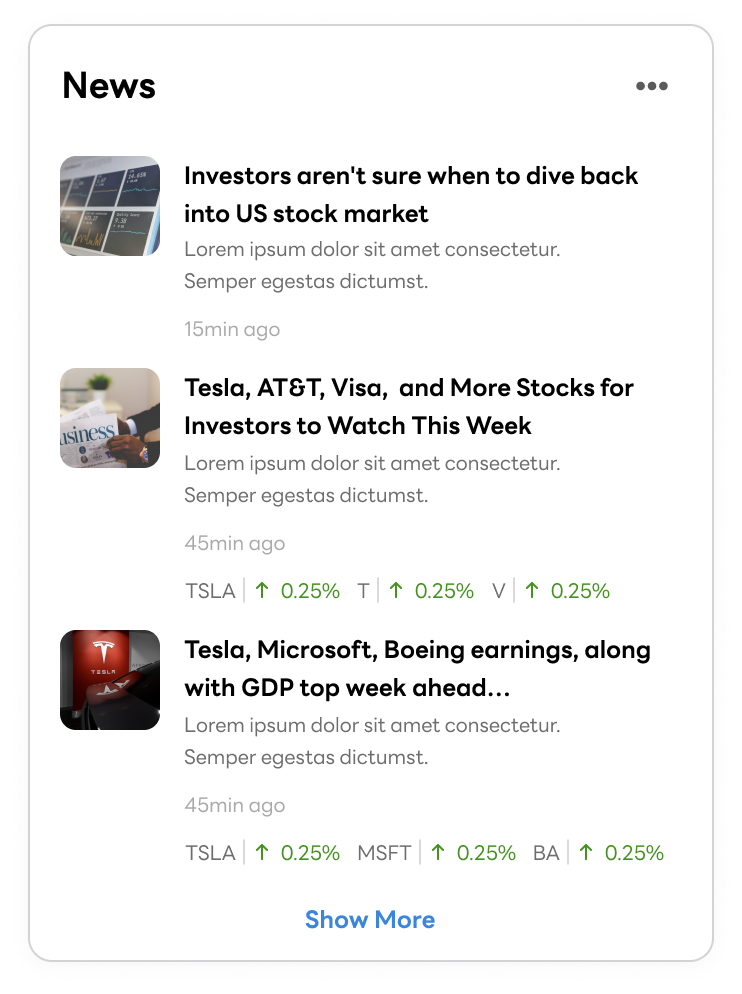 News
Investors aren't sure when to dive back
into US stock market
Lorem ipsum dolor sit amet consectetur.
Semper egestas dictumst.
15min ago
usiness
Tesla, AT&T, Visa,  and More Stocks for
Investors to Watch This Week
Lorem ipsum dolor sit amet consectetur.
Semper egestas dictumst.
45min ago
TSLA | ↑ 0.25% T | ↑ 0.25% V | ↑ 0.25%
TESLA
Tesla, Microsoft, Boeing earnings, along
with GDP top week ahead...
Lorem ipsum dolor sit amet consectetur.
Semper egestas dictumst.
45min ago
TSLA | ↑ 0.25% MSFT | ↑ 0.25% BA | ↑ 0.25%
Show More